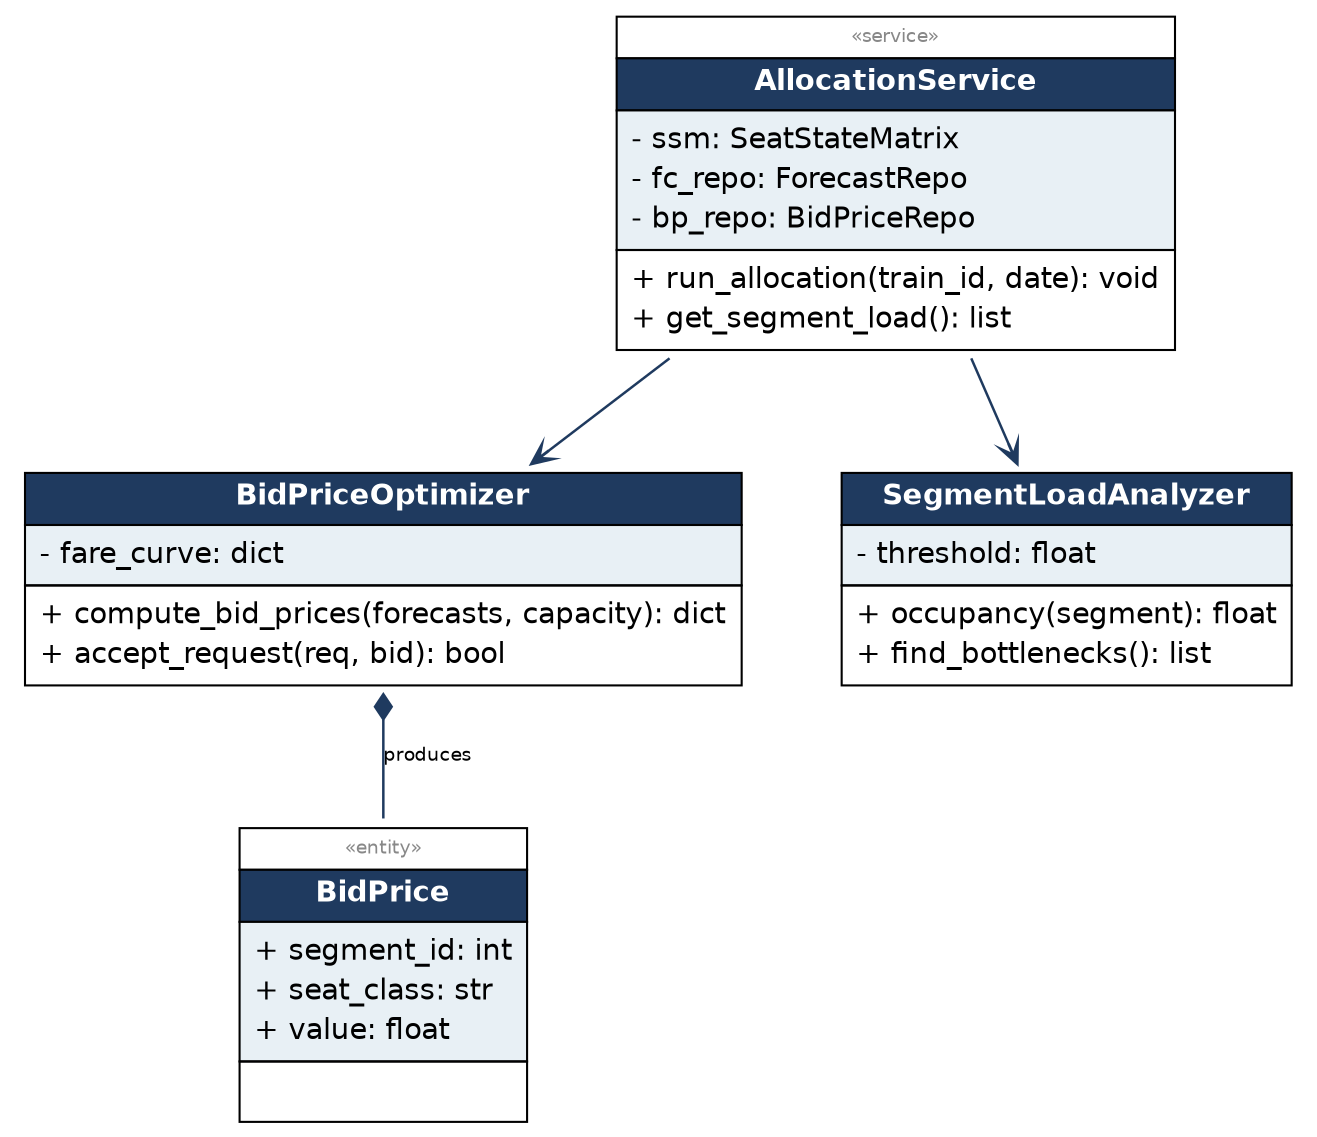 «service»
AllocationService
- ssm: SeatStateMatrix
- fc_repo: ForecastRepo
- bp_repo: BidPriceRepo
+ run_allocation(train_id, date): void
+ get_segment_load(): list
BidPriceOptimizer
- fare_curve: dict
+ compute_bid_prices(forecasts, capacity): dict
+ accept_request(req, bid): bool
SegmentLoadAnalyzer
- threshold: float
+ occupancy(segment): float
+ find_bottlenecks(): list
produces
«entity»
BidPrice
+ segment_id: int
+ seat_class: str
+ value: float